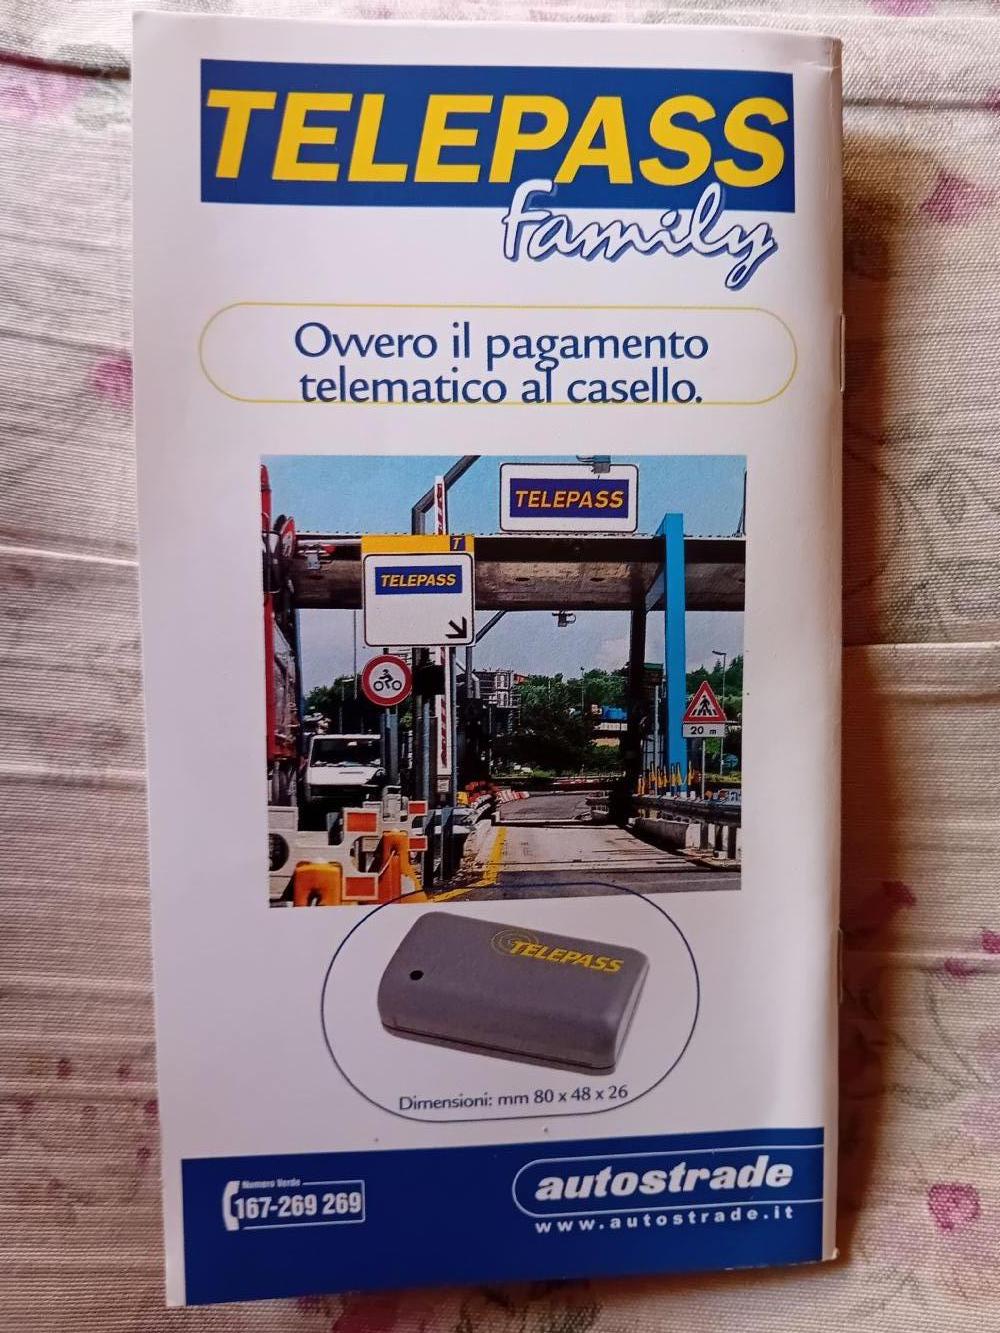 TELEPASS
Family
Ovvero il pagamento
telematico al casello.
TELEPASS
T
TELEPASS
20 m
TELEPASS
Dimensioni: mm 80 x 48 x 26
Numero Verde
167-269 269
autostrade
www.autostrade.it